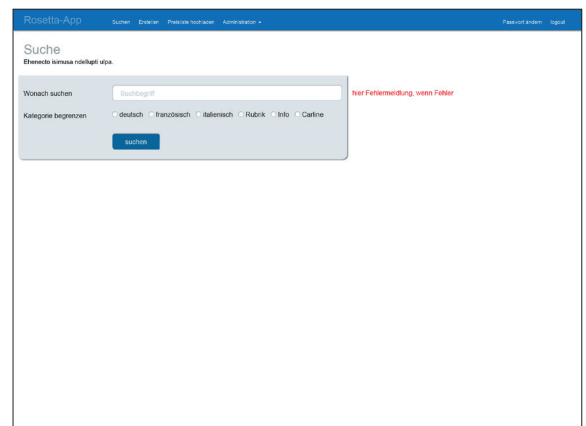 Rosetta-App Suchen Erstellen Preisliste hochladen Administration Passwort ändern logout
Suche
Ehenecto isimusa ndellupti ulpa.
Wonach suchen Suchbegriff hier Fehlermeldung, wenn Fehler
Kategorie begrenzen deutsch französisch italienisch Rubrik Info Carline
suchen